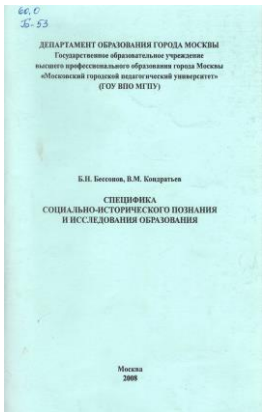 60.0
Б-53
ДЕПАРТАМЕНТ ОБРАЗОВАНИЯ ГОРОДА МОСКВЫ
Государственное образовательное учреждение
высшего профессионального образования города Москвы
«Московский городской педагогический университет»
(ГОУ ВПО МГПУ)
Б.Н. Бессонов, В.М. Кондратьев
СПЕЦИФИКА
СОЦИАЛЬНО-ИСТОРИЧЕСКОГО ПОЗНАНИЯ
И ИССЛЕДОВАНИЯ ОБРАЗОВАНИЯ
Москва
2008